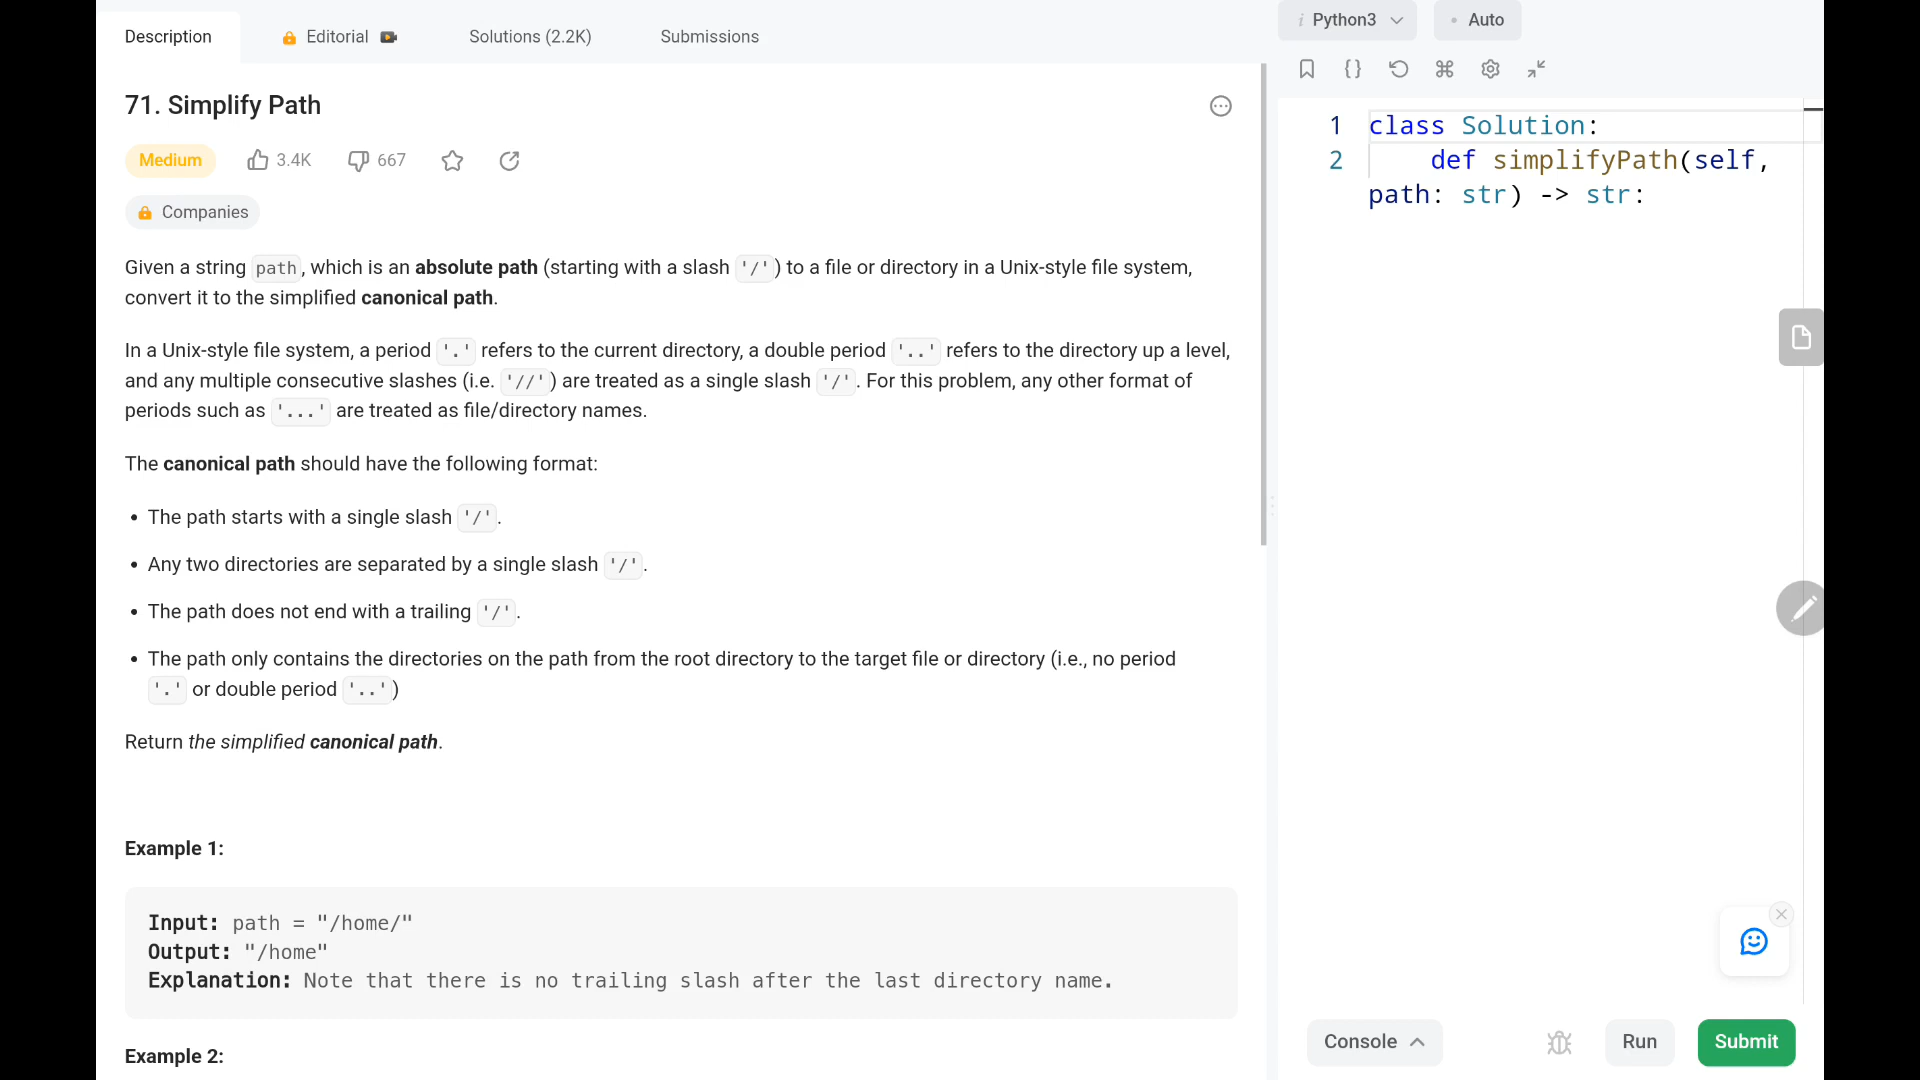 Description Editorial Solutions (2.2K) Submissions
i Python3 • Auto
71. Simplify Path
Medium 3.4K 667
Companies
Given a string path, which is an absolute path (starting with a slash '/') to a file or directory in a Unix-style file system,
convert it to the simplified canonical path.
In a Unix-style file system, a period '.' refers to the current directory, a double period '..' refers to the directory up a level,
and any multiple consecutive slashes (i.e. '//') are treated as a single slash '/'. For this problem, any other format of
periods such as '...' are treated as file/directory names.
The canonical path should have the following format:
• The path starts with a single slash '/'.
• Any two directories are separated by a single slash '/'.
• The path does not end with a trailing '/'.
• The path only contains the directories on the path from the root directory to the target file or directory (i.e., no period
'.' or double period '..')
Return the simplified canonical path.
Example 1:
Input: path = "/home/"
Output: "/home"
Explanation: Note that there is no trailing slash after the last directory name.
Example 2:
1 class Solution:
2 def simplifyPath(self,
path: str) -> str:
Console Run Submit